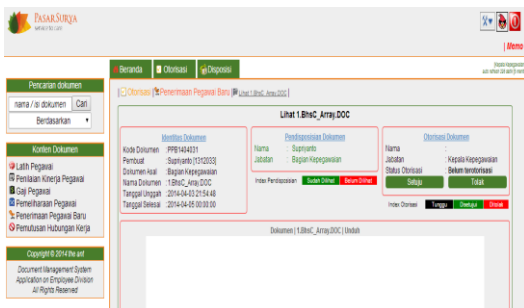 PASAR SURYA
| Memo
Beranda
Otorisasi
Disposisi
| Otorisasi | Penerimaan Pegawai Baru | Lihat 1.BhsC_Array.DOC |
Pencarian dokumen
nama / isi dokumen Cari
Berdasarkan
Konten Dokumen
Latih Pegawai
Penilaian Kinerja Pegawai
Gaji Pegawai
Pemeliharaan Pegawai
Penerimaan Pegawai Baru
Pemutusan Hubungan Kerja
Copyright © 2014 the ant
Document Management System
Application on Employee Division
All Rights Reserved
Lihat 1.BhsC_Array.DOC
Identitas Dokumen
Kode Dokumen : PPB1404031
Pembuat : Supriyanto [1312033]
Dokumen Asal : Bagian Kepegawaian
Nama Dokumen : 1.BhsC_Array.DOC
Tanggal Unggah : 2014-04-03 21:54:48
Tanggal Selesai : 2014-04-05 00:00:00
Pendisposisian Dokumen
Nama : Supriyanto
Jabatan : Bagian Kepegawaian
Index Pendisposisian : Sudah Dilihat Belum Dilihat
Otorisasi Dokumen
Nama :
Jabatan : Kepala Kepegawaian
Status Otorisasi : Belum terotorisasi
Setuju Tolak
Index Otorisasi : Tunggu Disetujui Ditolak
Dokumen | 1.BhsC_Array.DOC | Unduh